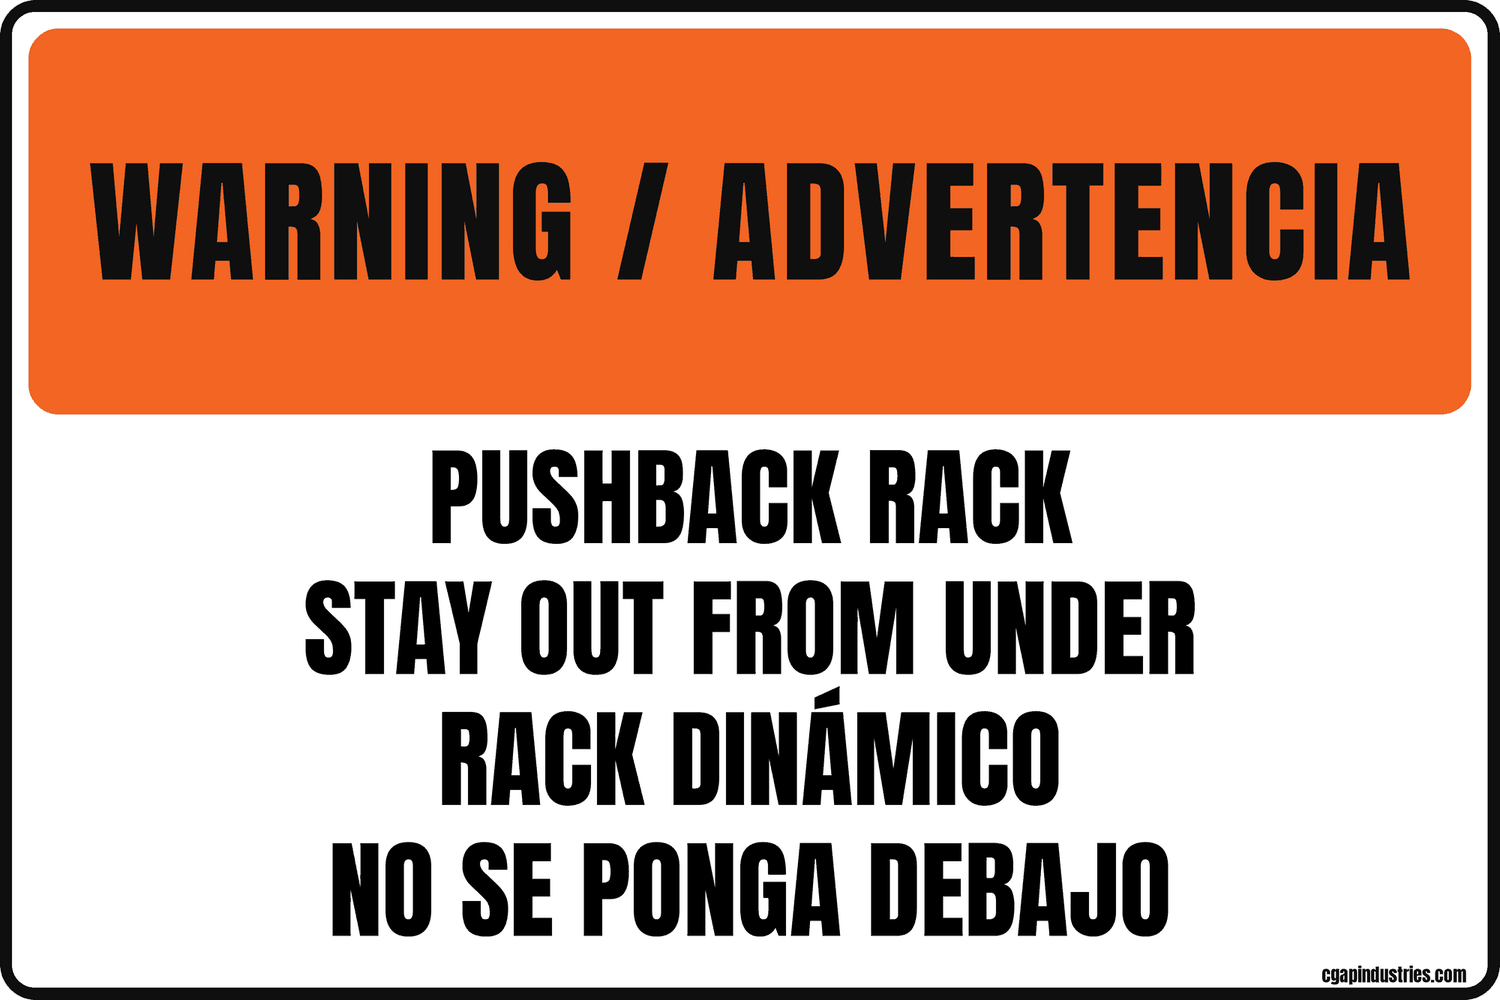 WARNING / ADVERTENCIA
PUSHBACK RACK
STAY OUT FROM UNDER
RACK DINÁMICO
NO SE PONGA DEBAJO
cgapindustries.com